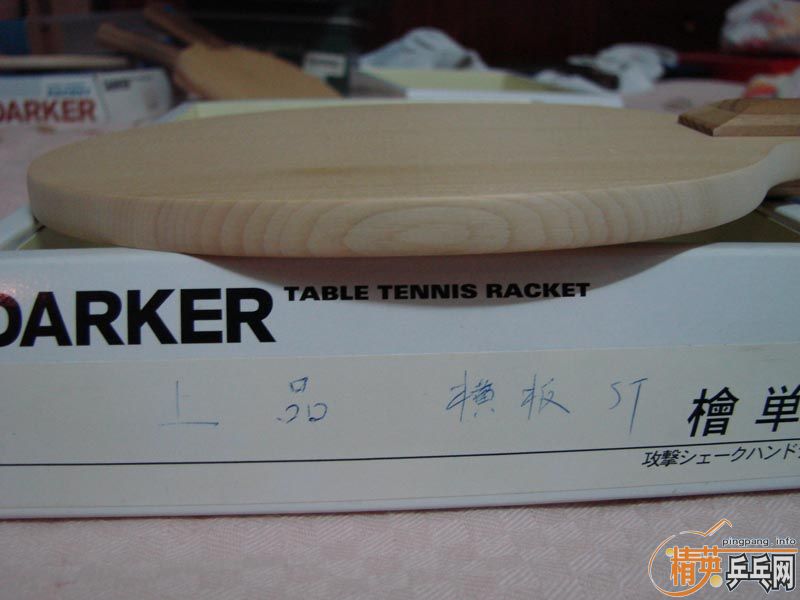 DARKER
DARKER TABLE TENNIS RACKET
上 品 横板 ST
檜単
攻撃シェークハンド
pingpang.info
精英乒乓网